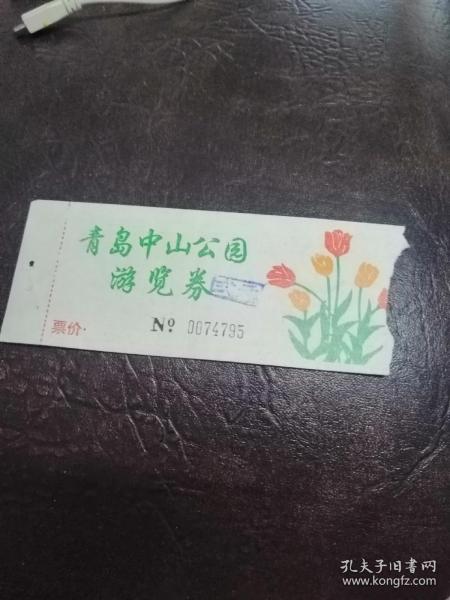 青岛中山公园
游览券
票价·
Nº 0074795
孔夫子旧书网
www.kongfz.com